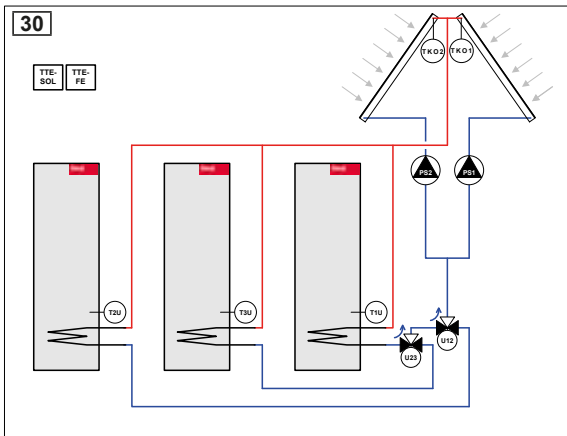 30
TTE-
SOL
TTE-
FE
TKO2
TKO1
PS2
PS1
T2U
T3U
T1U
U23
U12